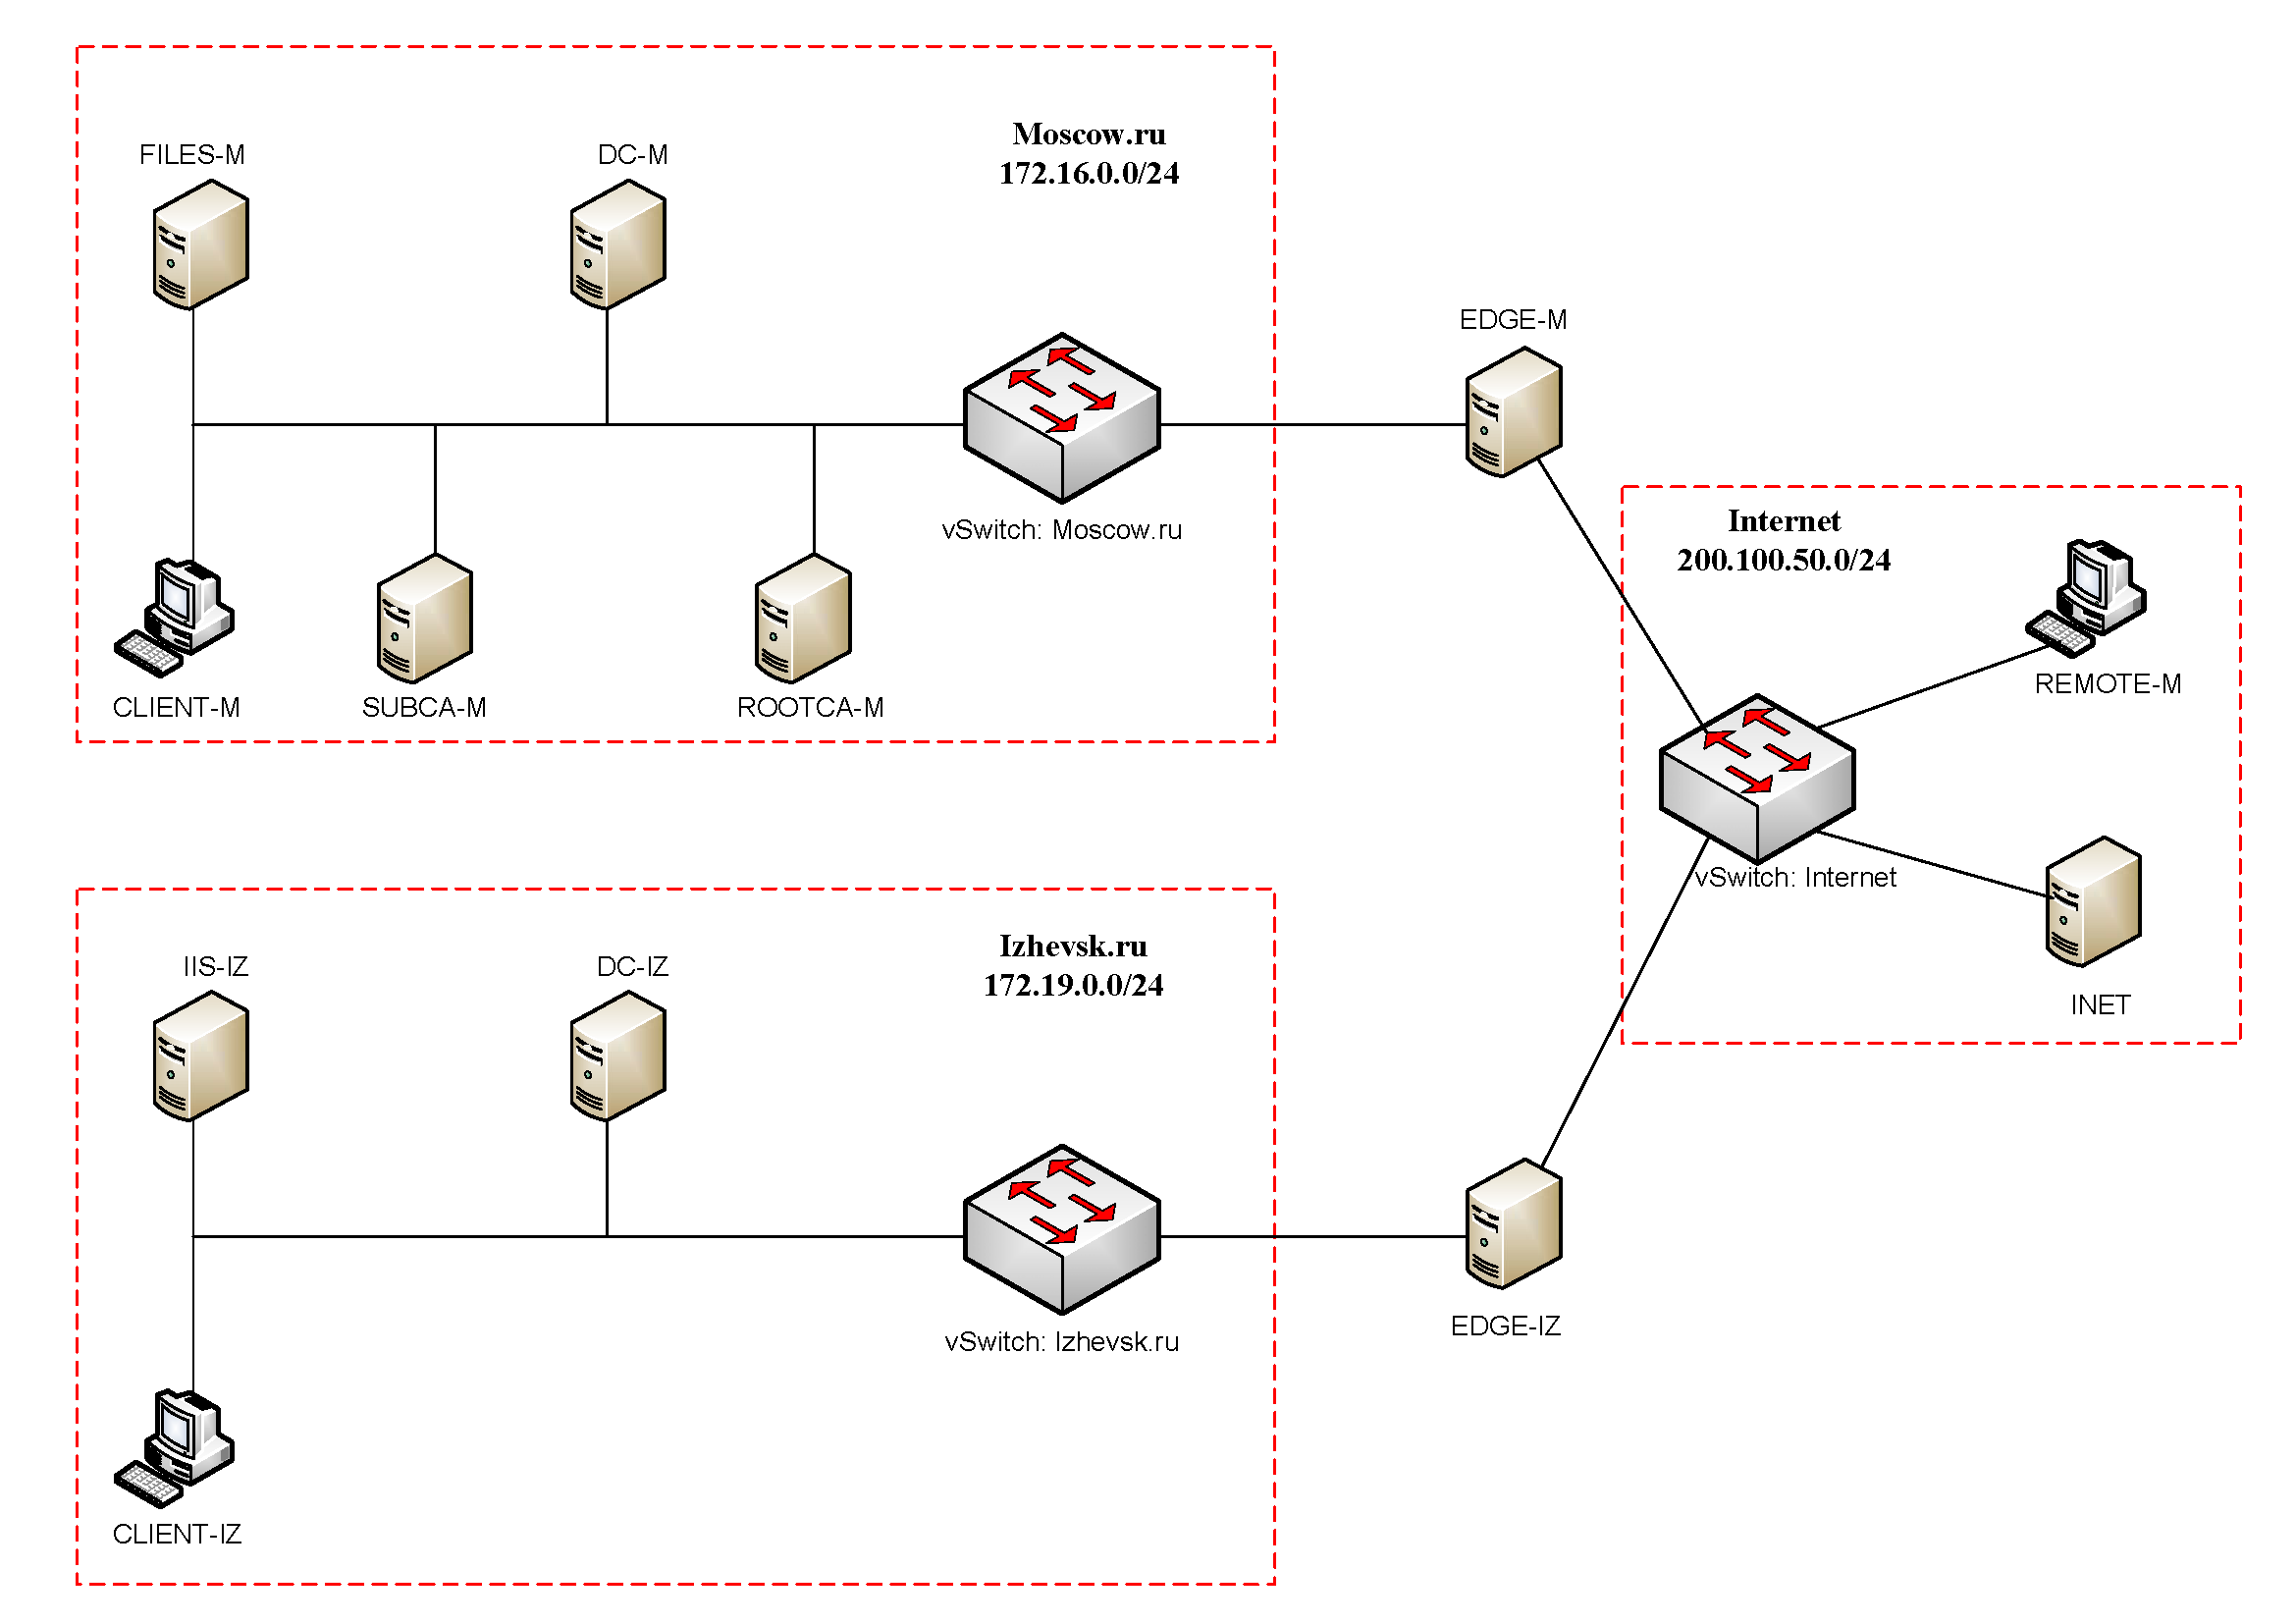 Moscow.ru
172.16.0.0/24
FILES-M
DC-M
vSwitch: Moscow.ru
CLIENT-M
SUBCA-M
ROOTCA-M
EDGE-M
Internet
200.100.50.0/24
REMOTE-M
vSwitch: Internet
INET
Izhevsk.ru
172.19.0.0/24
IIS-IZ
DC-IZ
vSwitch: Izhevsk.ru
EDGE-IZ
CLIENT-IZ